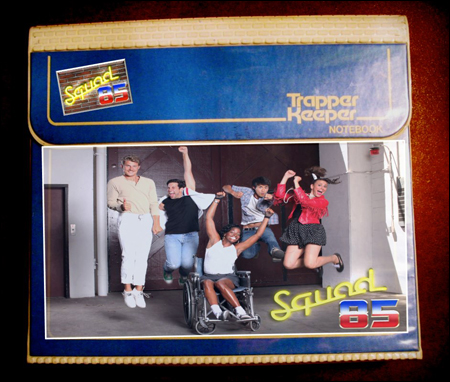 Squad
85
Trapper
Keeper
NOTEBOOK
Squad
85